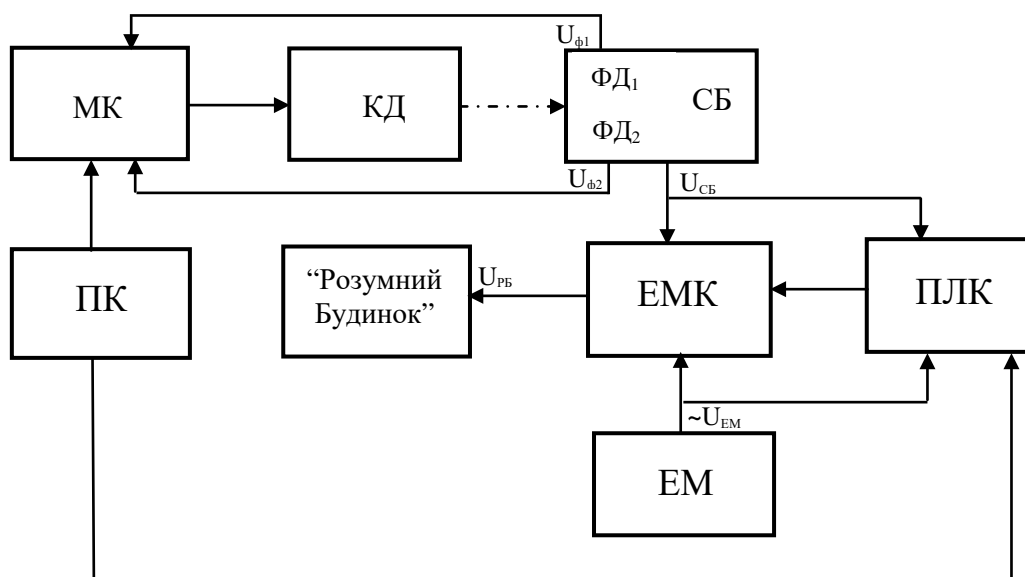 Uф1
МК
КД
ФД1
СБ
ФД2
Uф2
UСБ
ПК
“Розумний
Будинок”
UРБ
ЕМК
ПЛК
~UЕМ
ЕМ